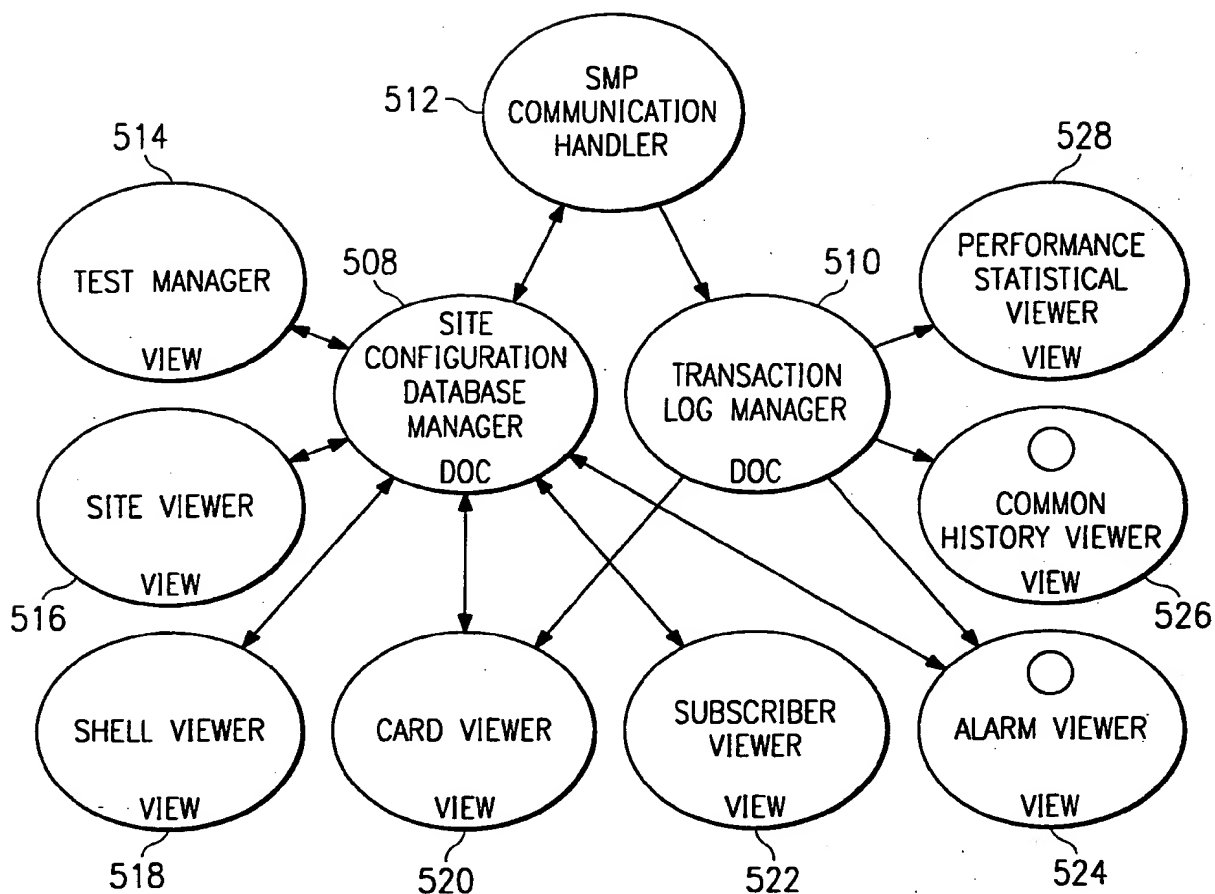 SMP
COMMUNICATION
HANDLER
512
514
TEST MANAGER
VIEW
508
SITE
CONFIGURATION
DATABASE
MANAGER
DOC
510
TRANSACTION
LOG MANAGER
DOC
528
PERFORMANCE
STATISTICAL
VIEWER
VIEW
SITE VIEWER
VIEW
516
COMMON
HISTORY VIEWER
VIEW
526
SHELL VIEWER
VIEW
518
CARD VIEWER
VIEW
520
SUBSCRIBER
VIEWER
VIEW
522
ALARM VIEWER
VIEW
524